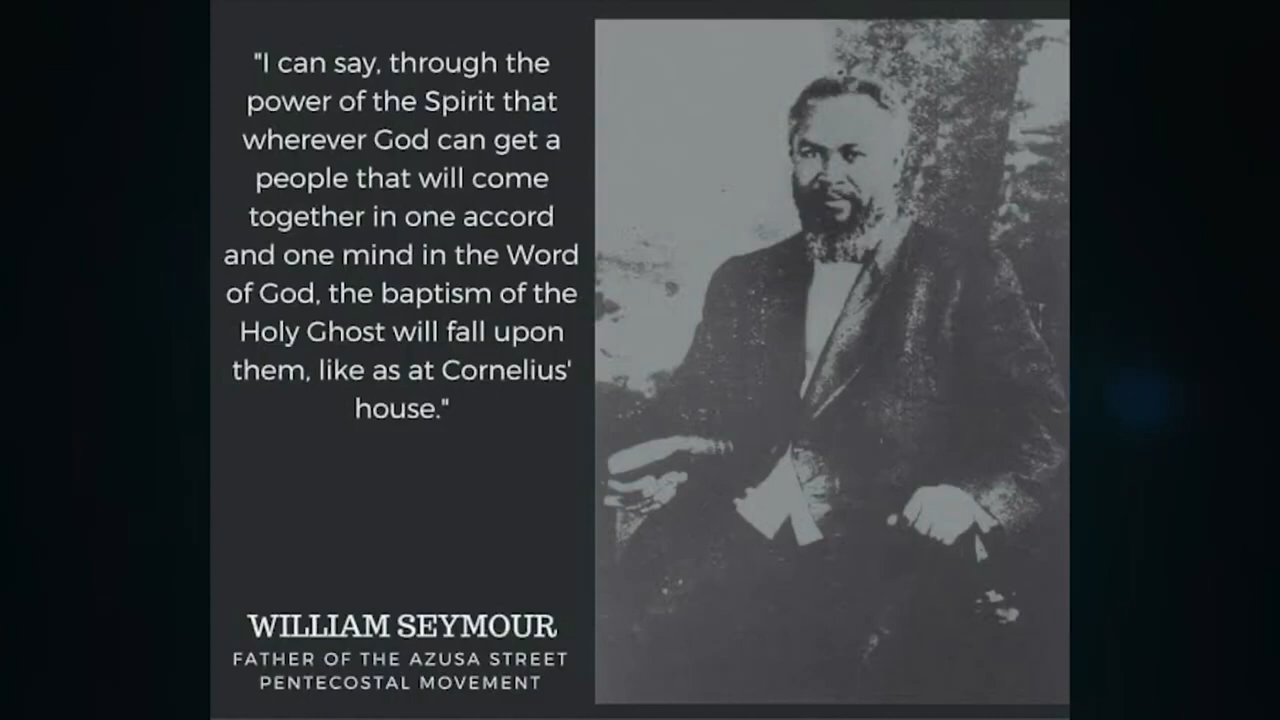 "I can say, through the
power of the Spirit that
wherever God can get a
people that will come
together in one accord
and one mind in the Word
of God, the baptism of the
Holy Ghost will fall upon
them, like as at Cornelius'
house."
WILLIAM SEYMOUR
FATHER OF THE AZUSA STREET
PENTECOSTAL MOVEMENT